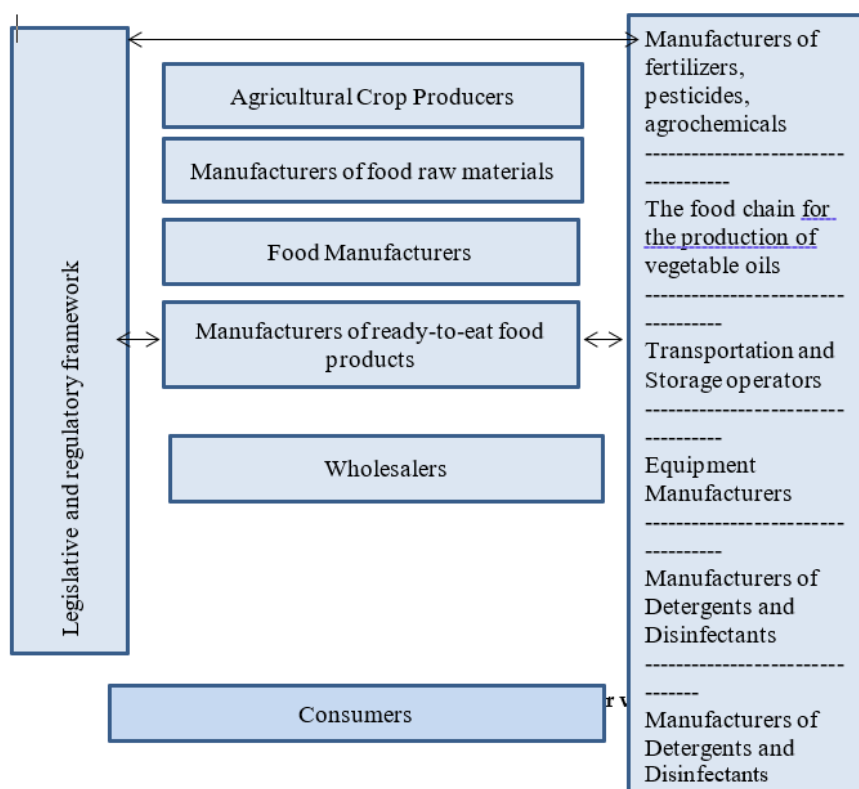 Legislative and regulatory framework
Agricultural Crop Producers
Manufacturers of food raw materials
Food Manufacturers
Manufacturers of ready-to-eat food
products
Wholesalers
Consumers
r v
Manufacturers of
fertilizers,
pesticides,
agrochemicals
-------------------------
-----------
The food chain for
the production of
vegetable oils
-------------------------
----------
Transportation and
Storage operators
-------------------------
----------
Equipment
Manufacturers
-------------------------
----------
Manufacturers of
Detergents and
Disinfectants
-------------------------
-------
Manufacturers of
Detergents and
Disinfectants